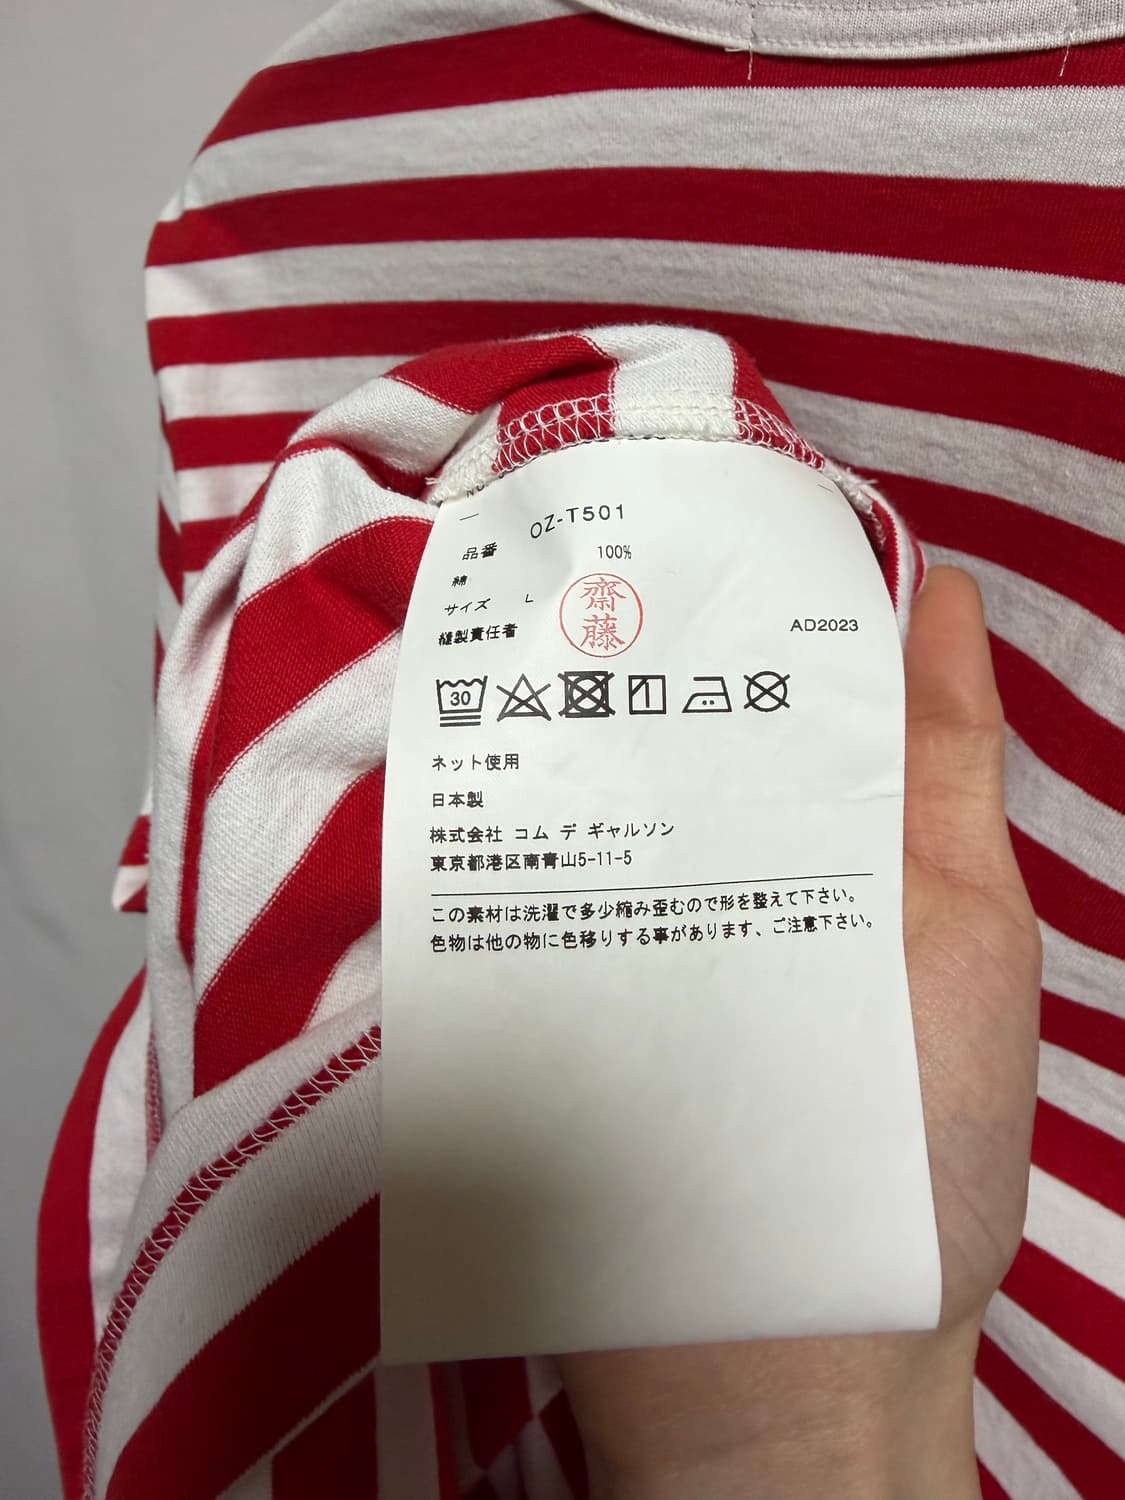 品番 OZ-T501
綿 100%
サイズ L
縫製責任者 齋藤 AD2023
30
ネット使用
日本製
株式会社 コム デ ギャルソン
東京都港区南青山5-11-5
この素材は洗濯で多少縮み歪むので形を整えて下さい。
色物は他の物に色移りする事があります、ご注意下さい。